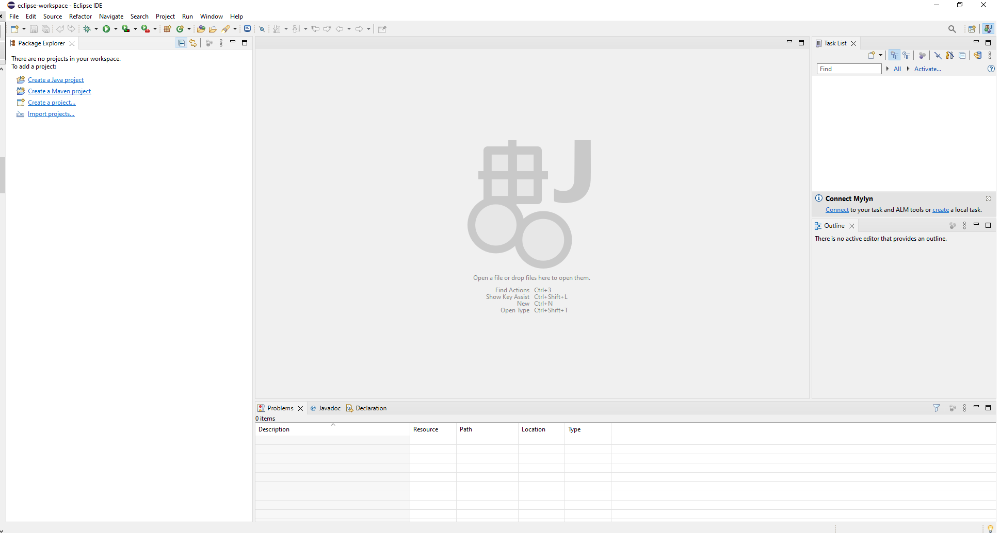 eclipse-workspace - Eclipse IDE
File Edit Source Refactor Navigate Search Project Run Window Help
Package Explorer
There are no projects in your workspace.
To add a project:
Create a Java project
Create a Maven project
Create a project...
Import projects...
J
Open a file or drop files here to open them.
Find Actions Ctrl+3
Show Key Assist Ctrl+Shift+L
New Ctrl+N
Open Type Ctrl+Shift+T
Task List
Find All Activate...
Connect Mylyn
Connect to your task and ALM tools or create a local task.
Outline
There is no active editor that provides an outline.
Problems @ Javadoc Declaration
0 items
Description Resource Path Location Type